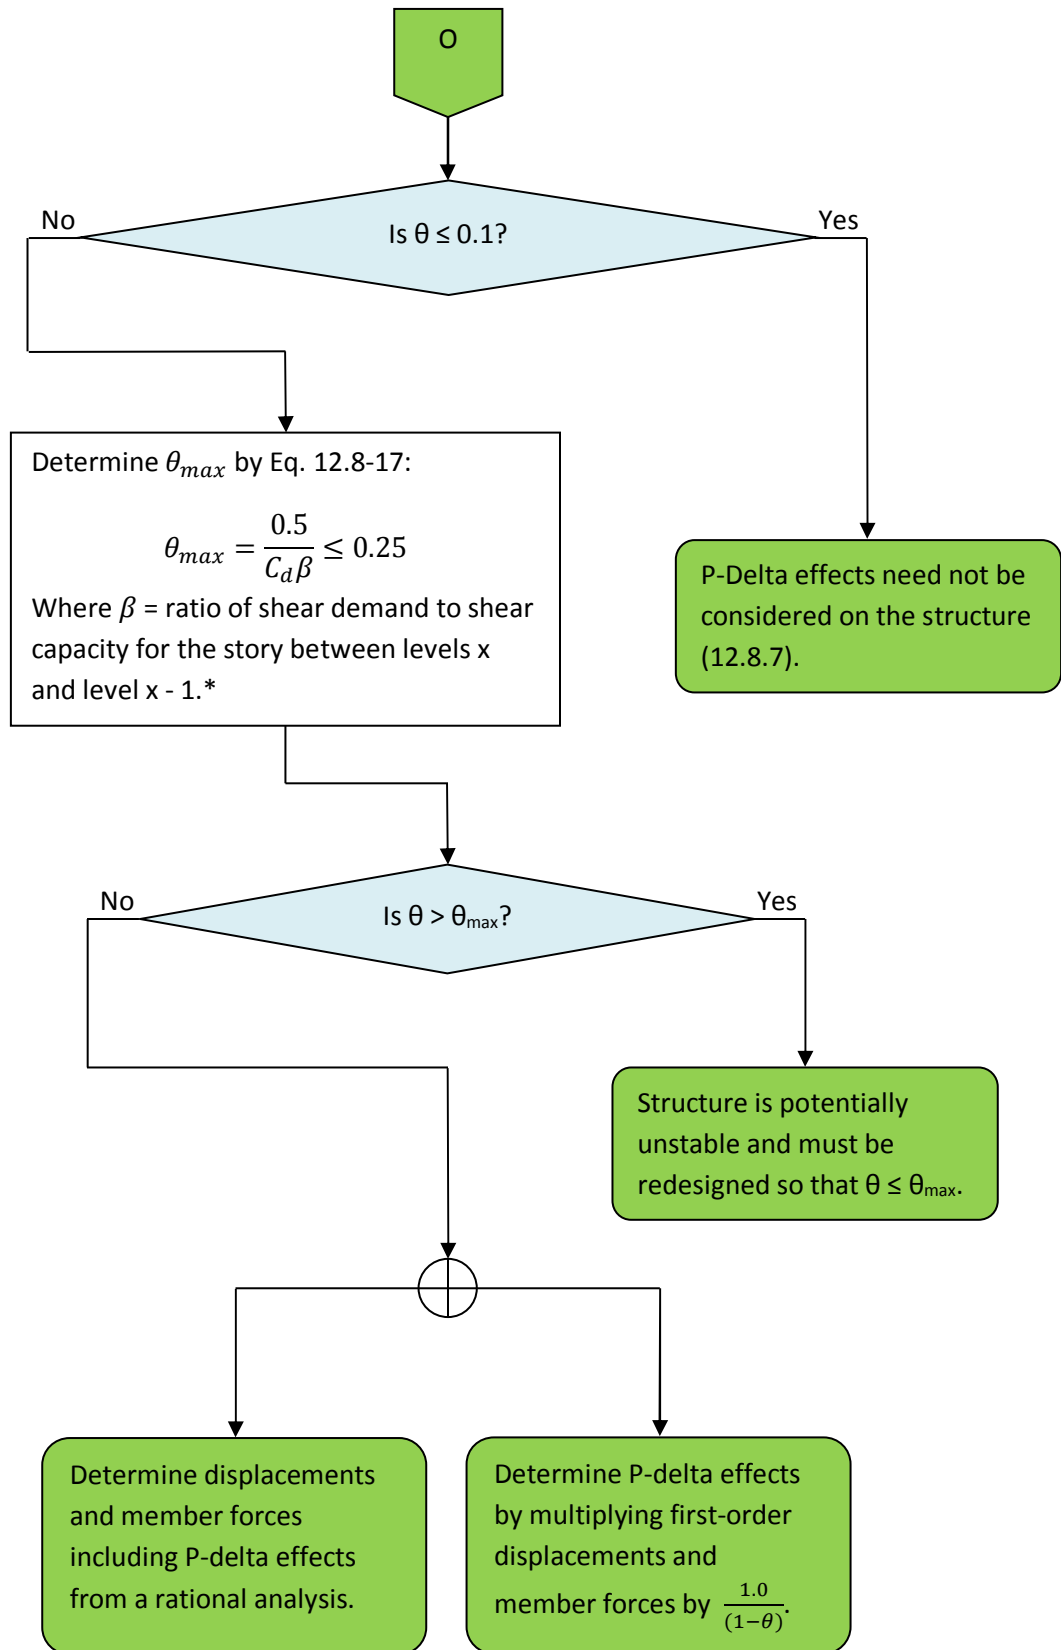 O
Is θ ≤ 0.1?
No
Yes
Determine θ_max by Eq. 12.8-17:
θ_max = 0.5 / (C_d β) ≤ 0.25
Where β = ratio of shear demand to shear
capacity for the story between levels x
and level x - 1.*
P-Delta effects need not be
considered on the structure
(12.8.7).
Is θ > θ_max?
No
Yes
Structure is potentially
unstable and must be
redesigned so that θ ≤ θ_max.
Determine displacements
and member forces
including P-delta effects
from a rational analysis.
Determine P-delta effects
by multiplying first-order
displacements and
member forces by 1.0 / (1−θ).